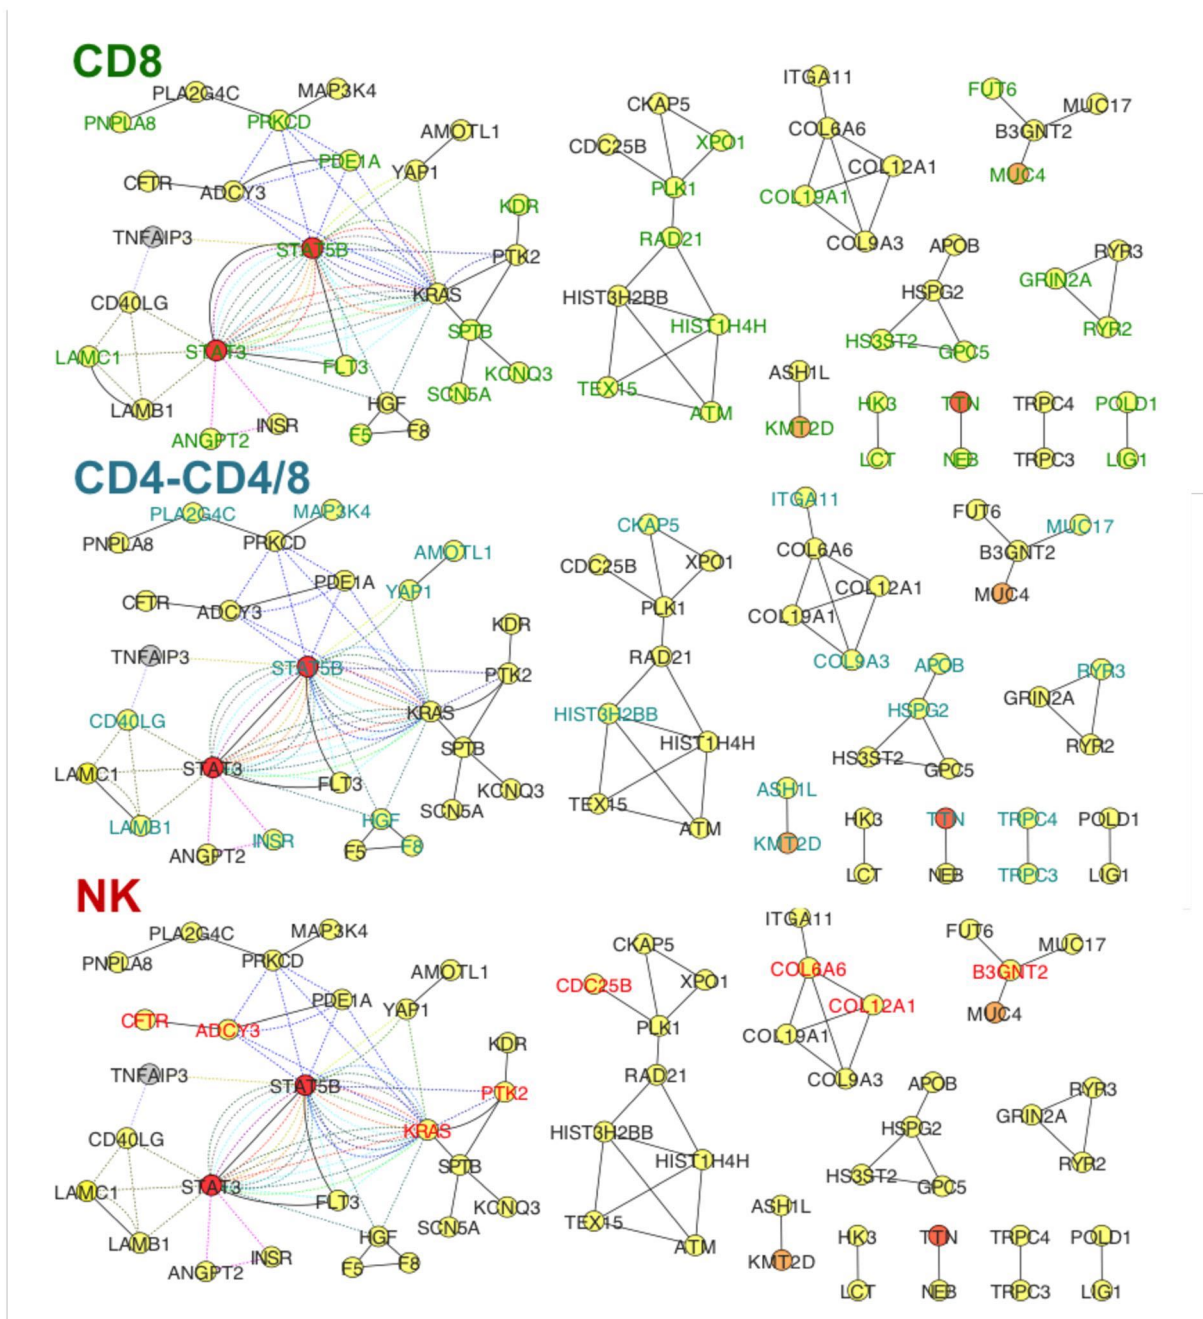 CD8
PLA2G4C
MAP3K4
PNPLA8
PRKCD
AMOTL1
PDE1A
YAP1
CFTR
ADCY3
KDR
TNFAIP3
STAT5B
PTK2
CD40LG
KRAS
LAMC1
STAT3
SPTB
FLT3
KCNQ3
LAMB1
HGF
SCN5A
ANGPT2
INSR
F5
F8
CKAP5
CDC25B
XPO1
PLK1
RAD21
HIST3H2BB
HIST1H4H
TEX15
ATM
ITGA11
COL6A6
COL12A1
COL19A1
COL9A3
FUT6
MUC17
B3GNT2
MUC4
APOB
HSPG2
HS3ST2
GPC5
RYR3
GRIN2A
RYR2
ASH1L
KMT2D
HK3
TTN
TRPC4
POLD1
LCT
NEB
TRPC3
LIG1
CD4-CD4/8
PLA2G4C
MAP3K4
PNPLA8
PRKCD
AMOTL1
PDE1A
YAP1
CFTR
ADCY3
KDR
TNFAIP3
STAT5B
PTK2
CD40LG
KRAS
LAMC1
STAT3
SPTB
FLT3
KCNQ3
LAMB1
HGF
SCN5A
ANGPT2
INSR
F5
F8
CKAP5
CDC25B
XPO1
PLK1
RAD21
HIST3H2BB
HIST1H4H
TEX15
ATM
ITGA11
COL6A6
COL12A1
COL19A1
COL9A3
FUT6
MUC17
B3GNT2
MUC4
APOB
HSPG2
HS3ST2
GPC5
RYR3
GRIN2A
RYR2
ASH1L
KMT2D
HK3
TTN
TRPC4
POLD1
LCT
NEB
TRPC3
LIG1
NK
PLA2G4C
MAP3K4
PNPLA8
PRKCD
AMOTL1
PDE1A
YAP1
CFTR
ADCY3
KDR
TNFAIP3
STAT5B
PTK2
CD40LG
KRAS
LAMC1
STAT3
SPTB
FLT3
KCNQ3
LAMB1
HGF
SCN5A
ANGPT2
INSR
F5
F8
CKAP5
CDC25B
XPO1
PLK1
RAD21
HIST3H2BB
HIST1H4H
TEX15
ATM
ITGA11
COL6A6
COL12A1
COL19A1
COL9A3
FUT6
MUC17
B3GNT2
MUC4
APOB
HSPG2
HS3ST2
GPC5
RYR3
GRIN2A
RYR2
ASH1L
KMT2D
HK3
TTN
TRPC4
POLD1
LCT
NEB
TRPC3
LIG1